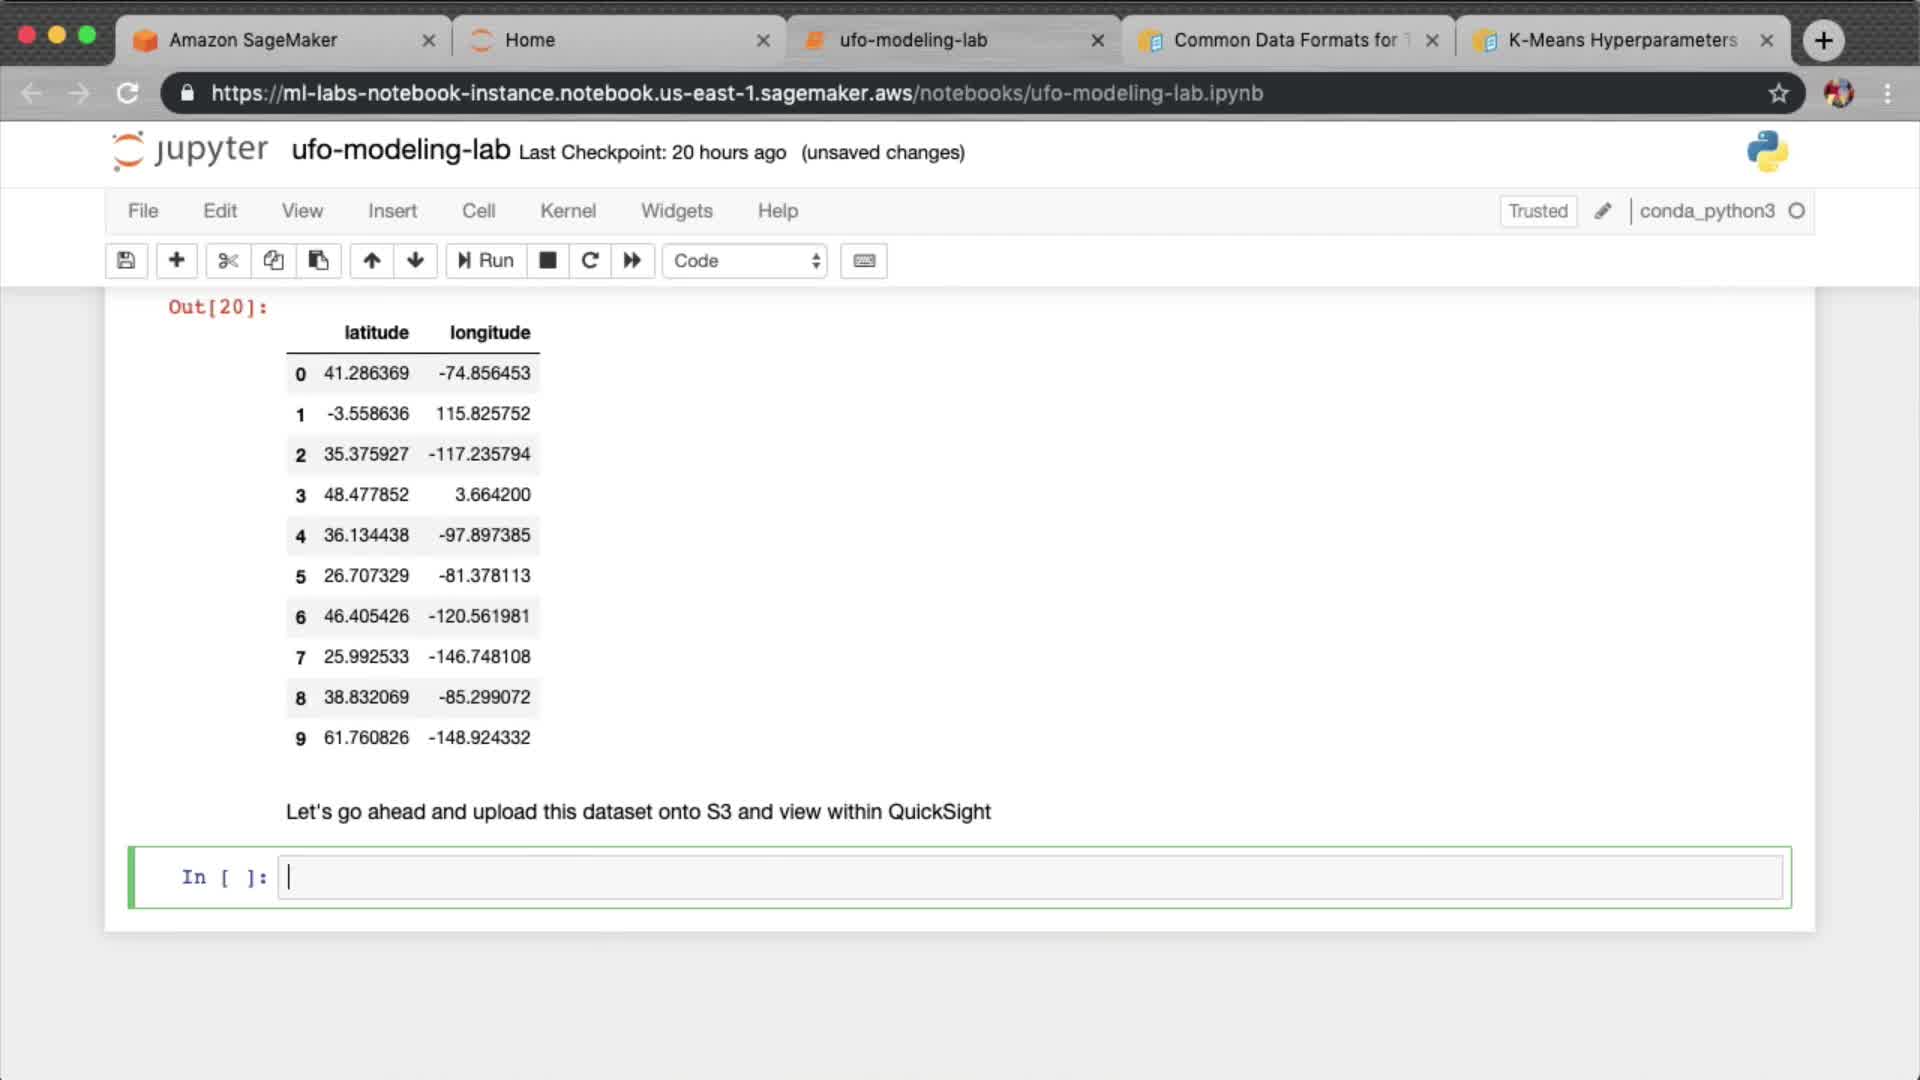 Amazon SageMaker
Home
ufo-modeling-lab
Common Data Formats for
K-Means Hyperparameters
https://ml-labs-notebook-instance.notebook.us-east-1.sagemaker.aws/notebooks/ufo-modeling-lab.ipynb
jupyter ufo-modeling-lab Last Checkpoint: 20 hours ago (unsaved changes)
File Edit View Insert Cell Kernel Widgets Help Trusted conda_python3
Run Code
Out[20]:
latitude longitude
0 41.286369 -74.856453
1 -3.558636 115.825752
2 35.375927 -117.235794
3 48.477852 3.664200
4 36.134438 -97.897385
5 26.707329 -81.378113
6 46.405426 -120.561981
7 25.992533 -146.748108
8 38.832069 -85.299072
9 61.760826 -148.924332
Let's go ahead and upload this dataset onto S3 and view within QuickSight
In [ ]: